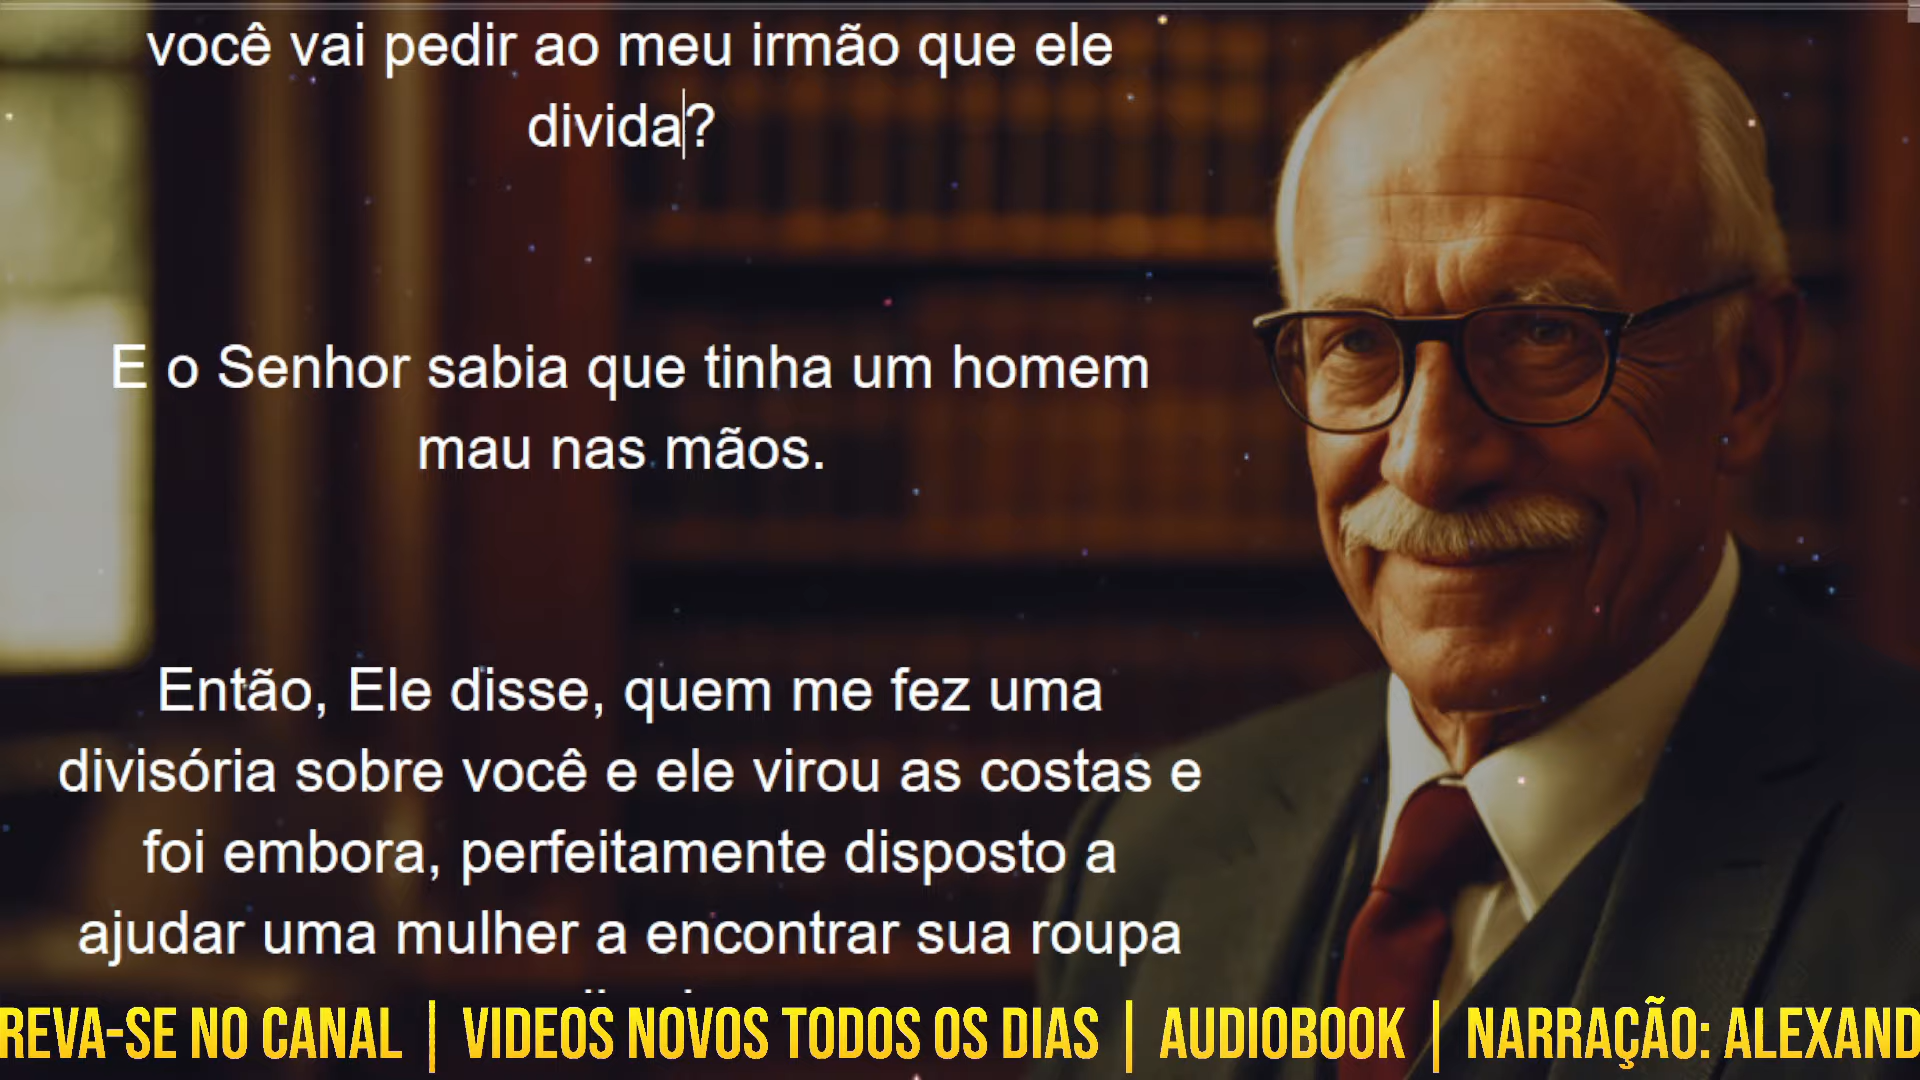 você vai pedir ao meu irmão que ele
divida?
E o Senhor sabia que tinha um homem
mau nas mãos.
Então, Ele disse, quem me fez uma
divisória sobre você e ele virou as costas e
foi embora, perfeitamente disposto a
ajudar uma mulher a encontrar sua roupa
REVA-SE NO CANAL | VIDEOS NOVOS TODOS OS DIAS | AUDIOBOOK | NARRAÇÃO: ALEXAND